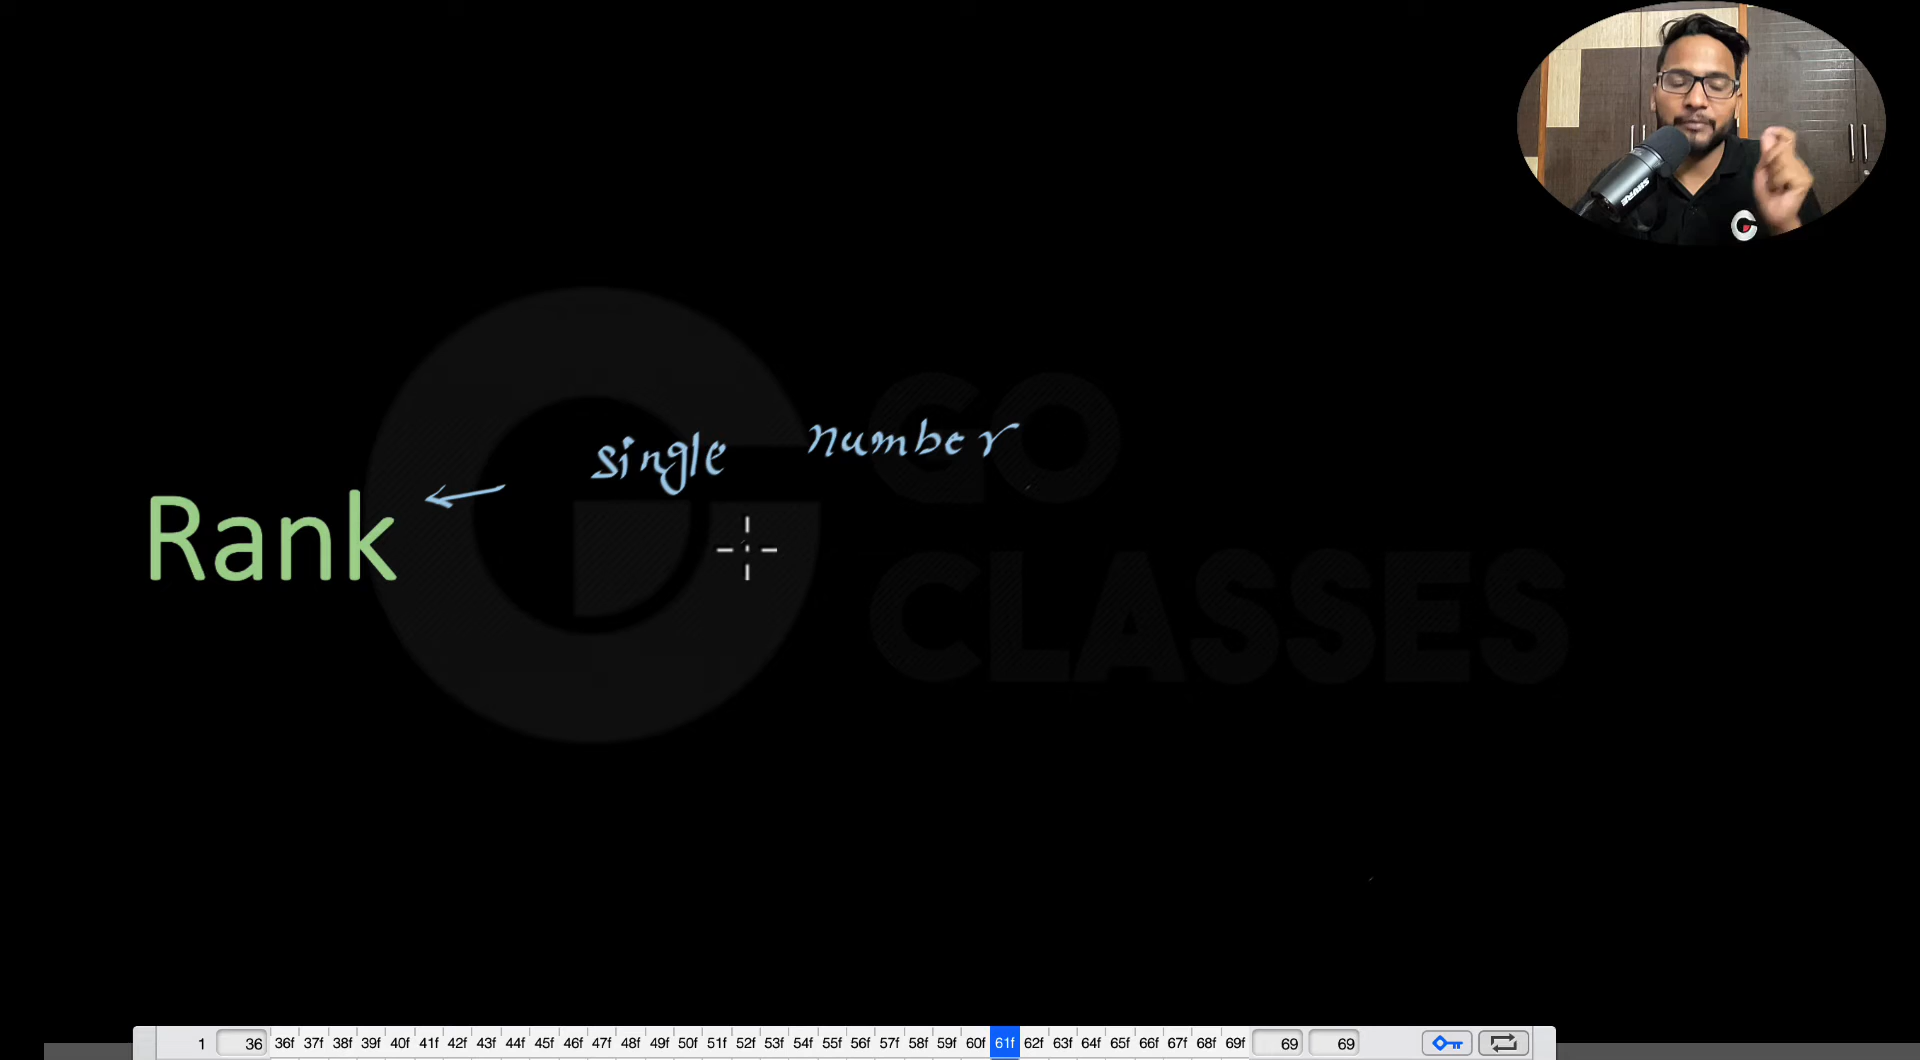 single number
Rank
GO
CLASSES
SHURE
1 36 36f 37f 38f 39f 40f 41f 42f 43f 44f 45f 46f 47f 48f 49f 50f 51f 52f 53f 54f 55f 56f 57f 58f 59f 60f 61f 62f 63f 64f 65f 66f 67f 68f 69f 69 69